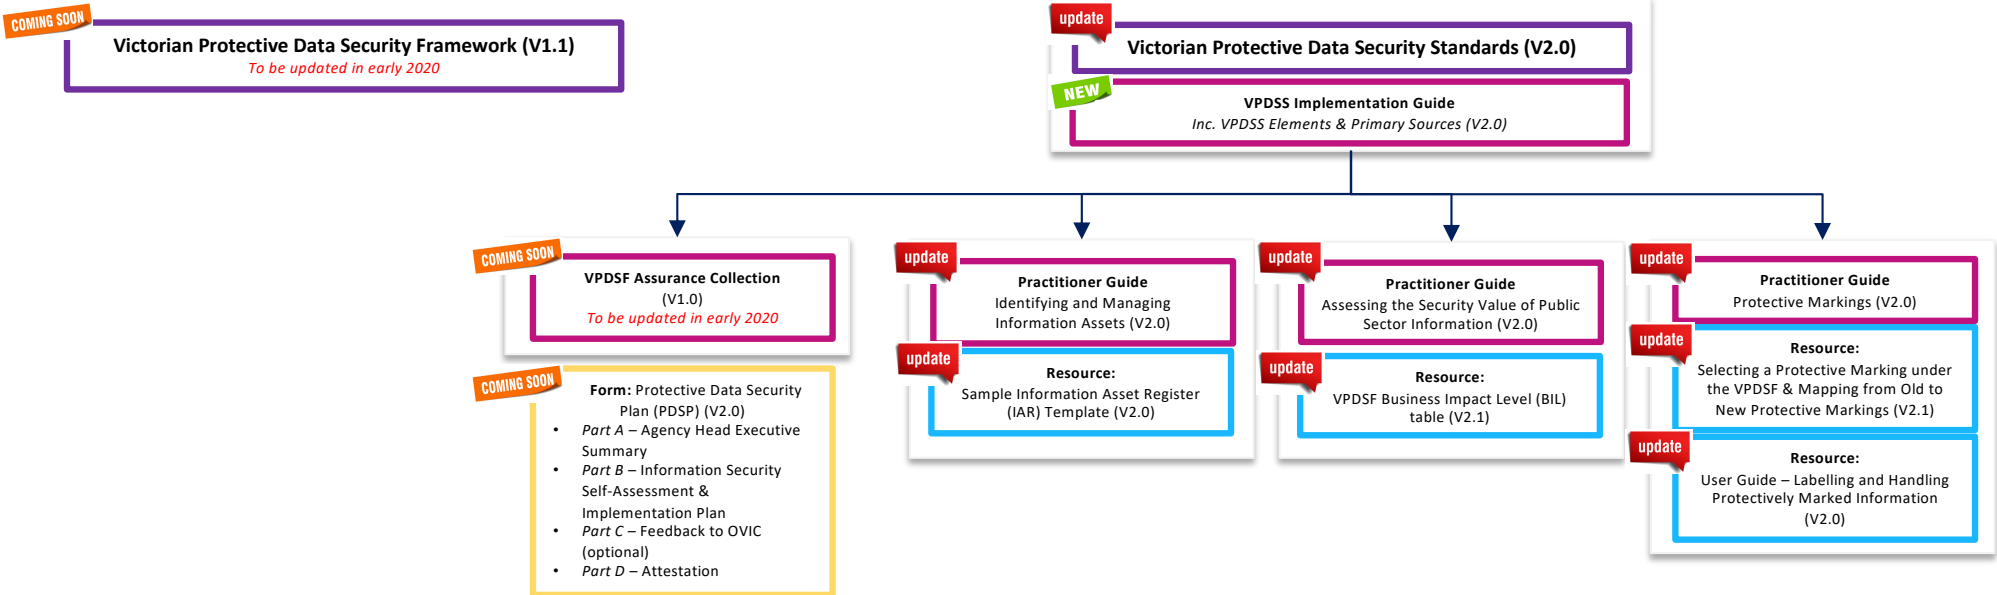 COMING SOON
Victorian Protective Data Security Framework (V1.1)
To be updated in early 2020
update
Victorian Protective Data Security Standards (V2.0)
NEW
VPDSS Implementation Guide
Inc. VPDSS Elements & Primary Sources (V2.0)
COMING SOON
VPDSF Assurance Collection
(V1.0)
To be updated in early 2020
COMING SOON
Form: Protective Data Security
Plan (PDSP) (V2.0)
• Part A – Agency Head Executive
Summary
• Part B – Information Security
Self-Assessment &
Implementation Plan
• Part C – Feedback to OVIC
(optional)
• Part D – Attestation
update
Practitioner Guide
Identifying and Managing
Information Assets (V2.0)
update
Resource:
Sample Information Asset Register
(IAR) Template (V2.0)
update
Practitioner Guide
Assessing the Security Value of Public
Sector Information (V2.0)
update
Resource:
VPDSF Business Impact Level (BIL)
table (V2.1)
update
Practitioner Guide
Protective Markings (V2.0)
update
Resource:
Selecting a Protective Marking under
the VPDSF & Mapping from Old to
New Protective Markings (V2.1)
update
Resource:
User Guide – Labelling and Handling
Protectively Marked Information
(V2.0)